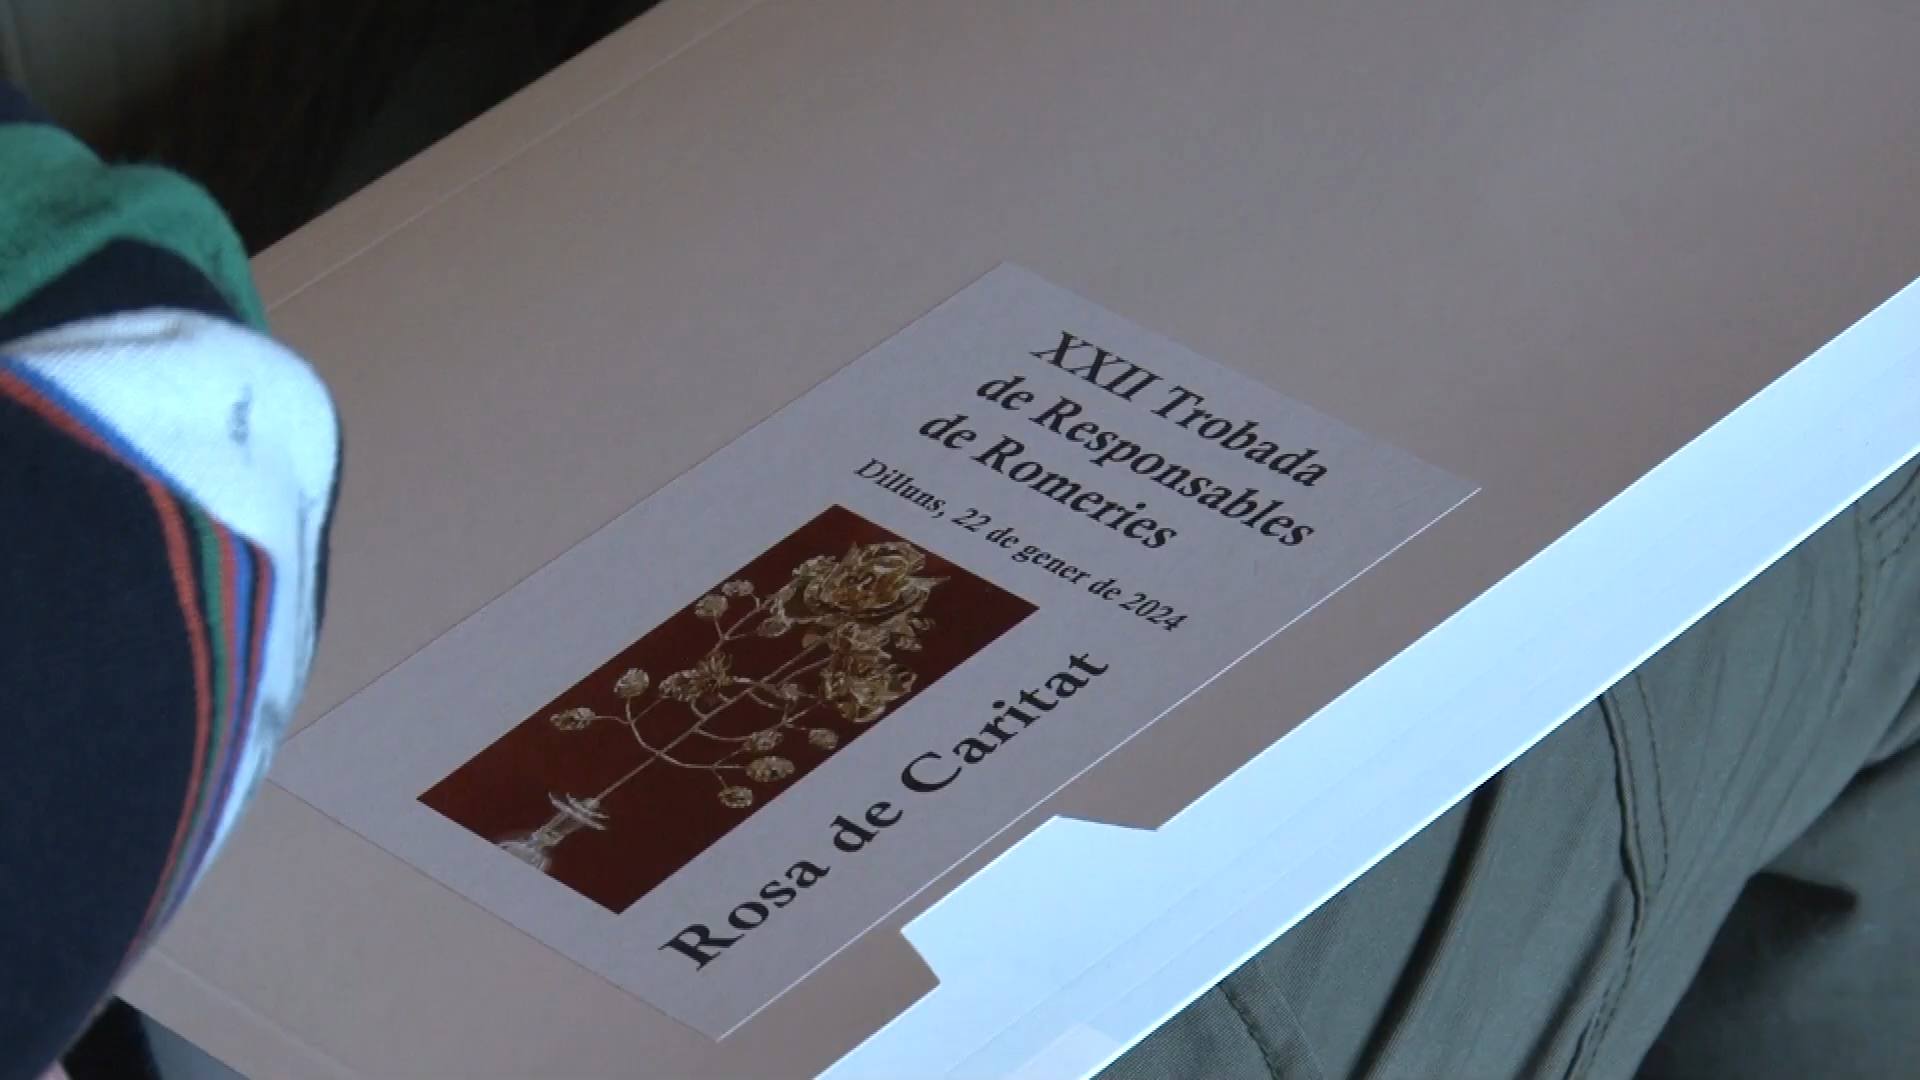 XXII Trobada
de Responsables
de Romeries
Dilluns, 22 de gener de 2024
Rosa de Caritat